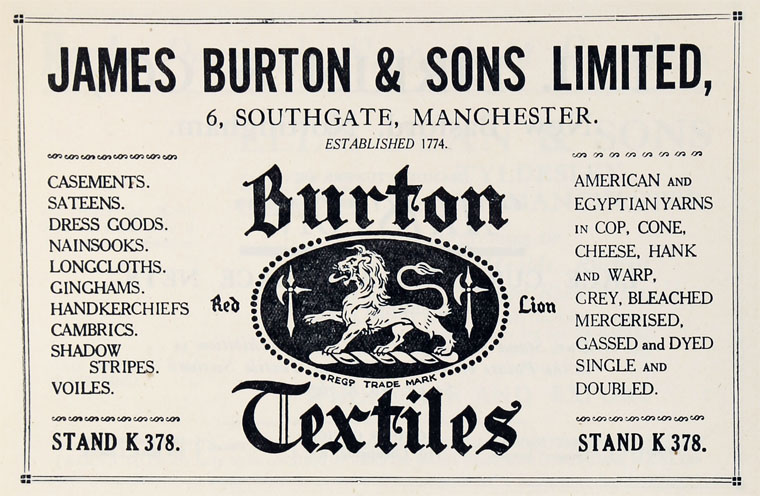 JAMES BURTON & SONS LIMITED,
6, SOUTHGATE, MANCHESTER.
ESTABLISHED 1774.
CASEMENTS.
SATEENS.
DRESS GOODS.
NAINSOOKS.
LONGCLOTHS.
GINGHAMS.
HANDKERCHIEFS
CAMBRICS.
SHADOW
STRIPES.
VOILES.
STAND K 378.
Burton
Red Lion
REGD TRADE MARK
Textiles
AMERICAN AND
EGYPTIAN YARNS
IN COP, CONE,
CHEESE, HANK
AND WARP,
GREY, BLEACHED
MERCERISED,
GASSED and DYED
SINGLE AND
DOUBLED.
STAND K 378.